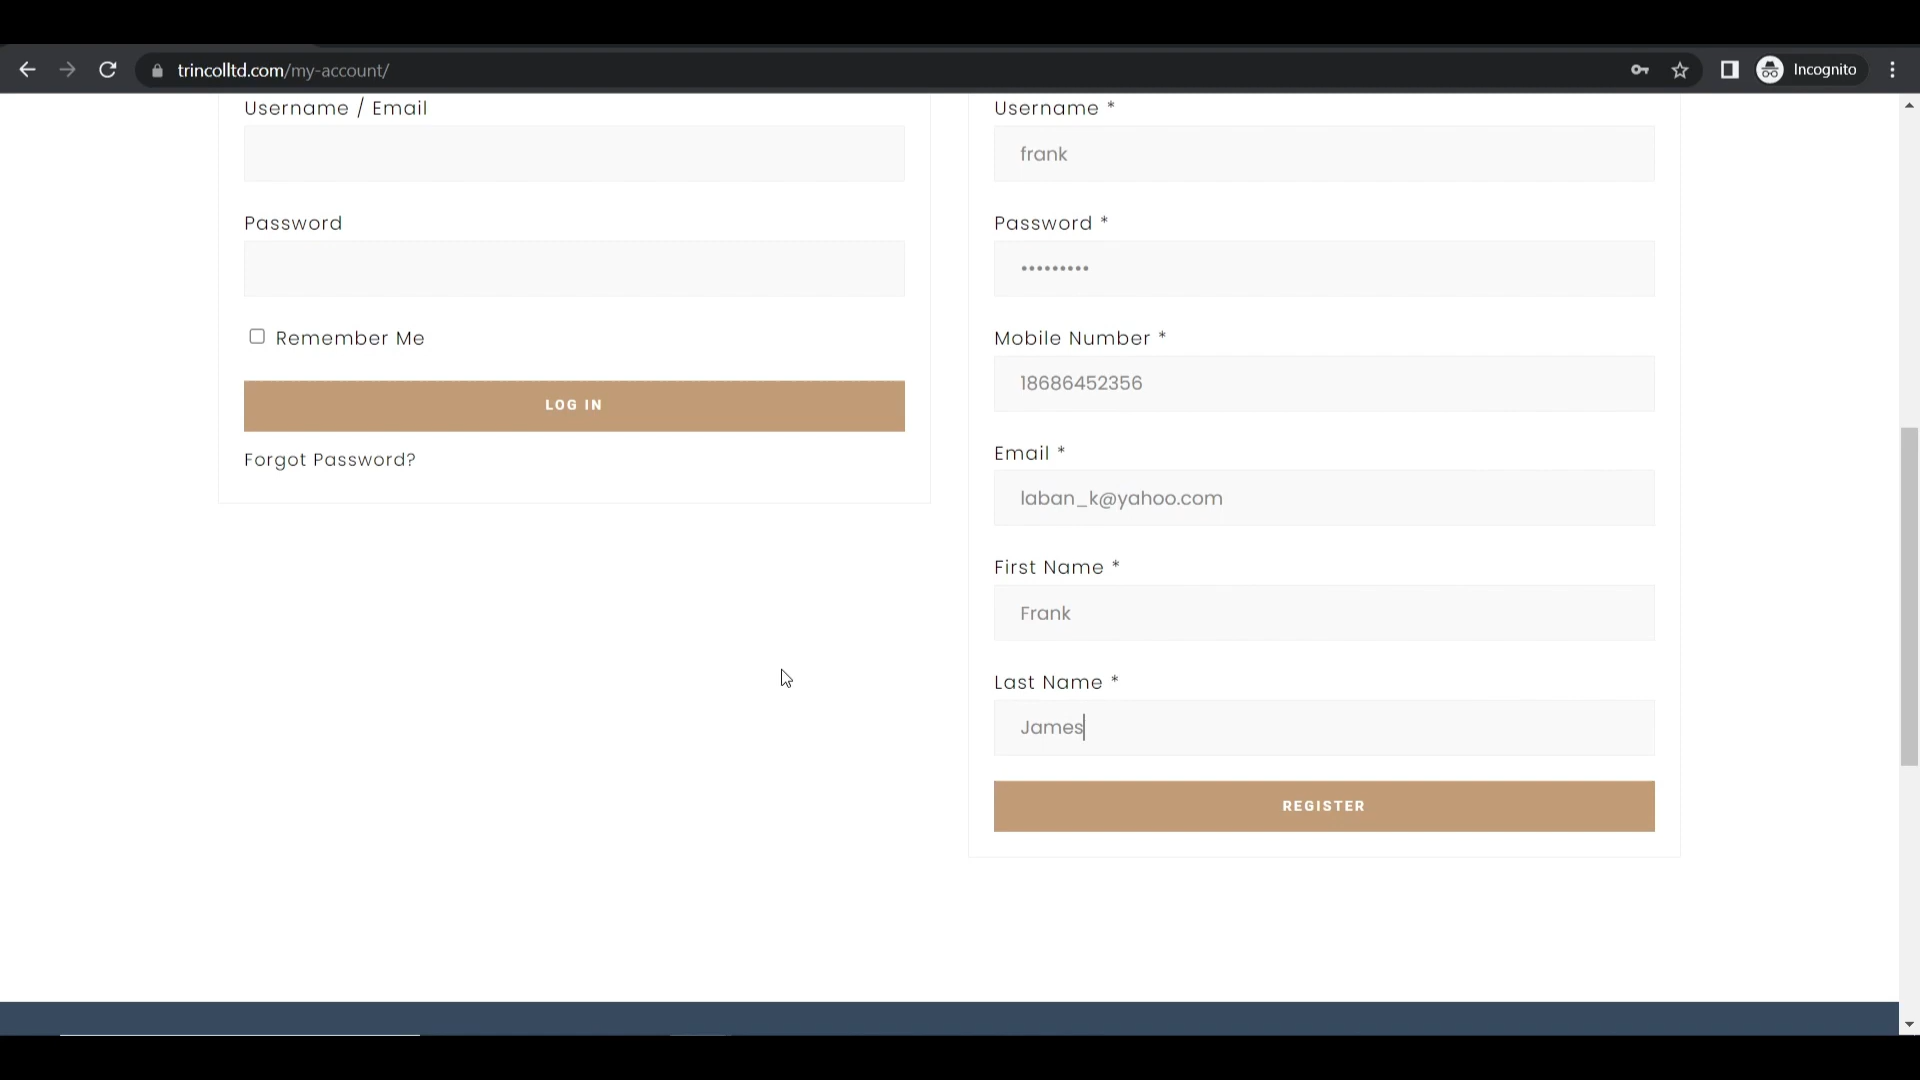 trincolltd.com/my-account/
Incognito
Username / Email
Password
Remember Me
LOG IN
Forgot Password?
Username *
frank
Password *
•••••••••
Mobile Number *
18686452356
Email *
laban_k@yahoo.com
First Name *
Frank
Last Name *
James
REGISTER